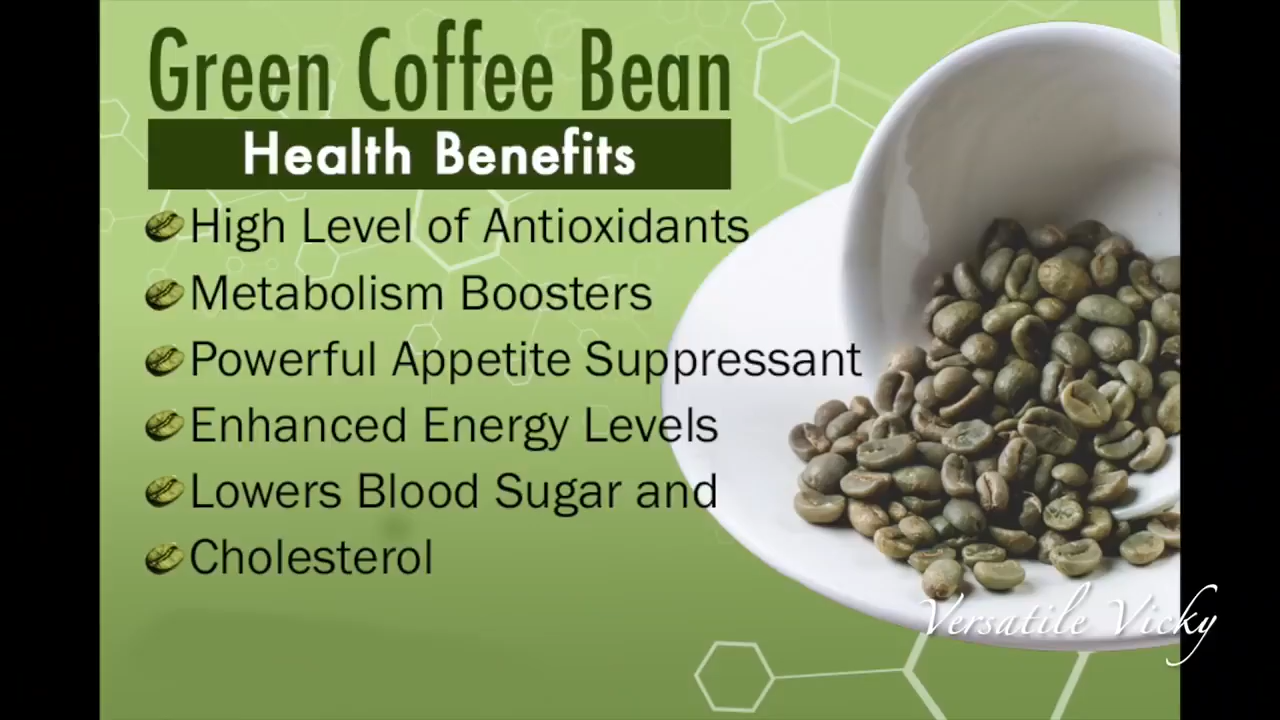 Green Coffee Bean
Health Benefits
High Level of Antioxidants
Metabolism Boosters
Powerful Appetite Suppressant
Enhanced Energy Levels
Lowers Blood Sugar and
Cholesterol
Versatile Vicky